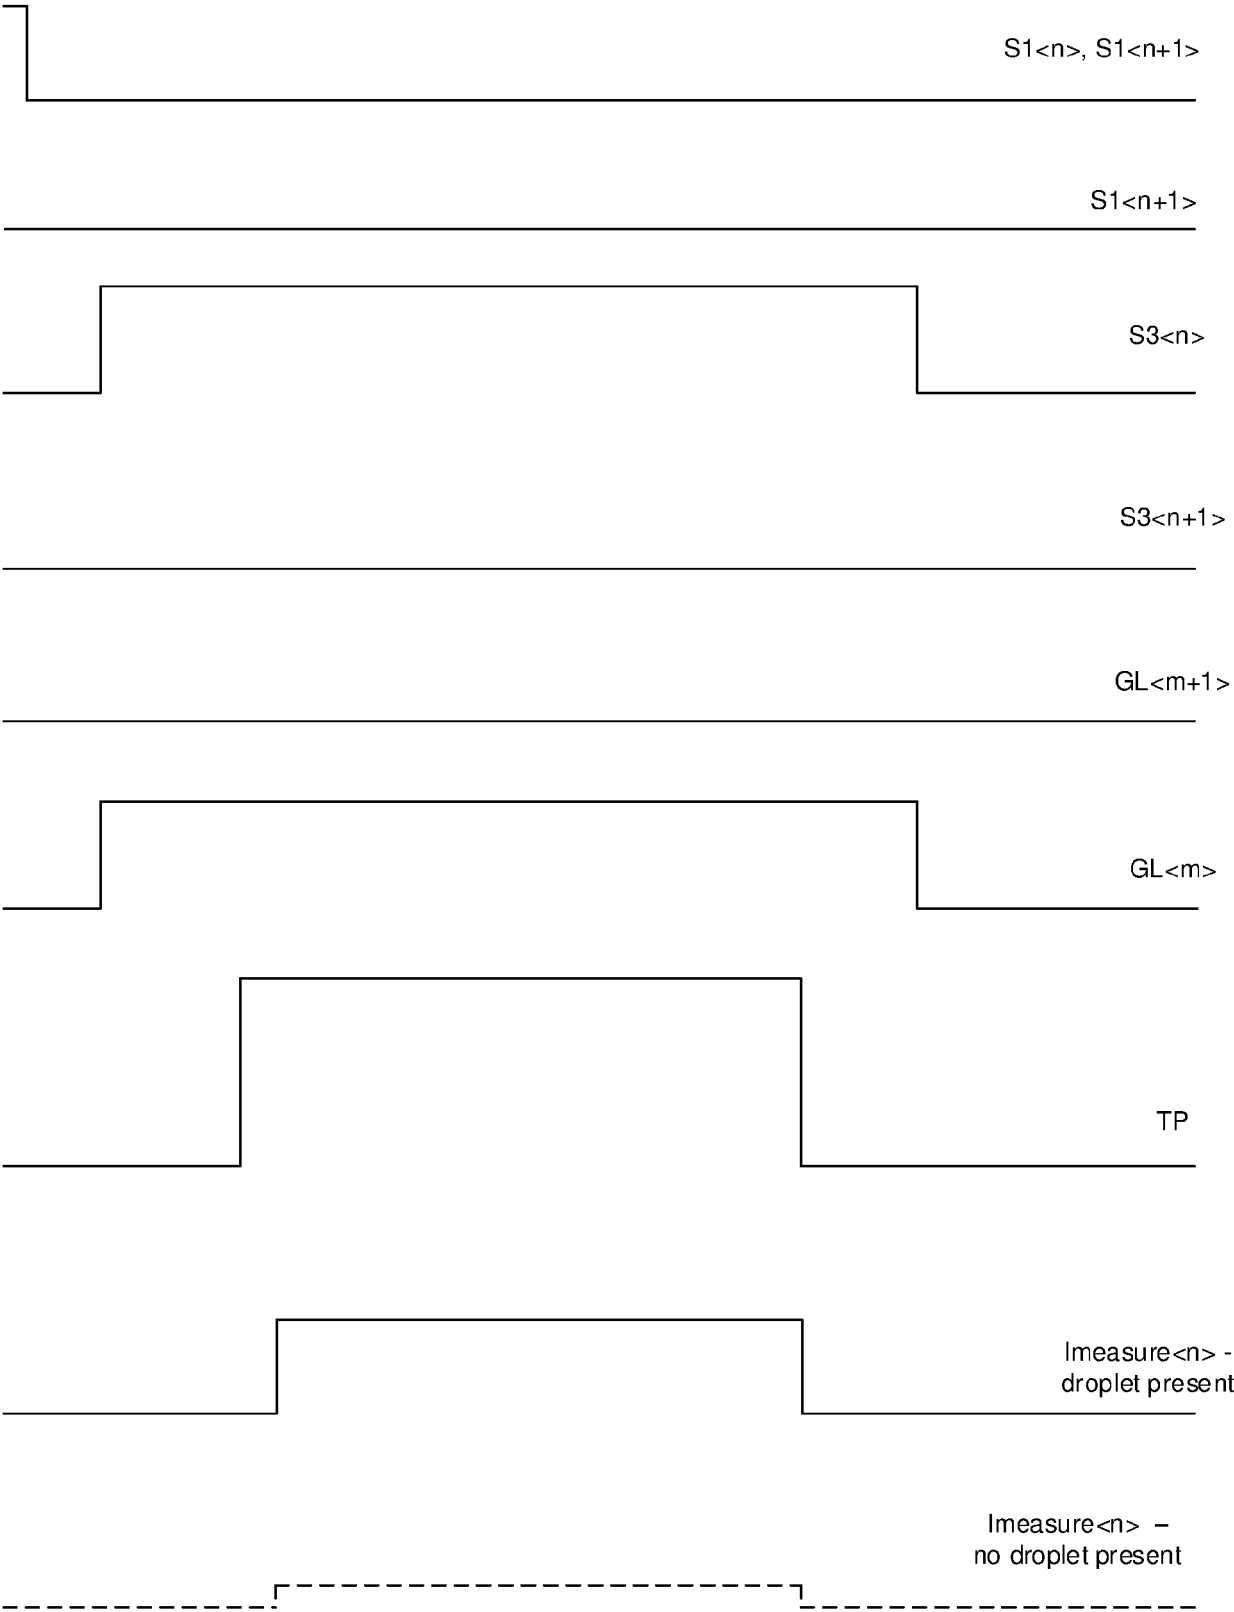 S1<n>, S1<n+1>
S1<n+1>
S3<n>
S3<n+1>
GL<m+1>
GL<m>
TP
Imeasure<n> -
droplet present
Imeasure<n> –
no droplet present